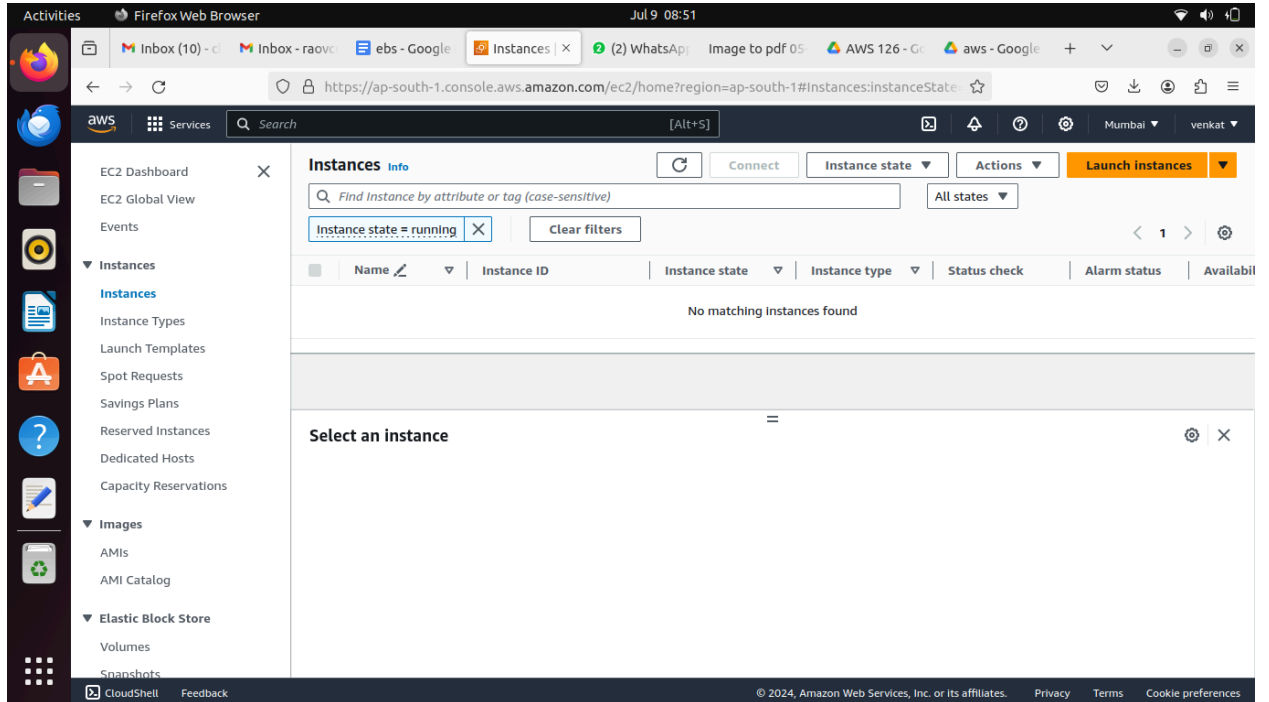 Activities Firefox Web Browser Jul 9 08:51
Inbox (10) - cl Inbox - raovc ebs - Google Instances | × (2) WhatsApp Image to pdf 05- AWS 126 - Go aws - Google +
https://ap-south-1.console.aws.amazon.com/ec2/home?region=ap-south-1#Instances:instanceState=
aws Services Search [Alt+S] Mumbai ▼ venkat ▼
EC2 Dashboard
EC2 Global View
Events
▼ Instances
Instances
Instance Types
Launch Templates
Spot Requests
Savings Plans
Reserved Instances
Dedicated Hosts
Capacity Reservations
▼ Images
AMIs
AMI Catalog
▼ Elastic Block Store
Volumes
Snapshots
Instances Info Connect Instance state ▼ Actions ▼ Launch instances ▼
Find Instance by attribute or tag (case-sensitive) All states ▼
Instance state = running Clear filters
1
Name Instance ID Instance state Instance type Status check Alarm status Availabil
No matching instances found
Select an instance
CloudShell Feedback © 2024, Amazon Web Services, Inc. or its affiliates. Privacy Terms Cookie preferences